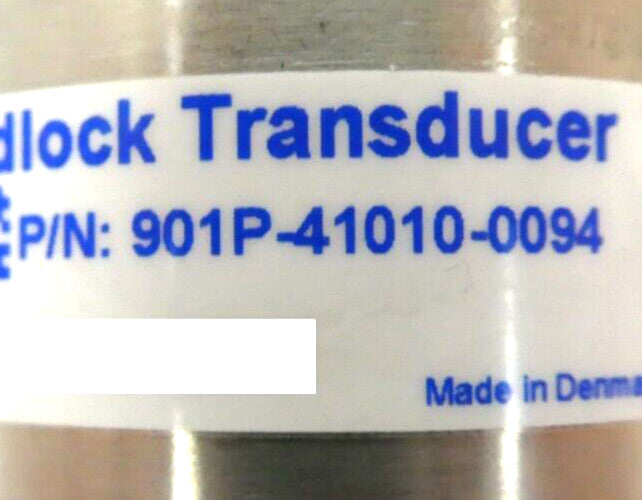 dlock Transducer
P/N: 901P-41010-0094
Made in Denma